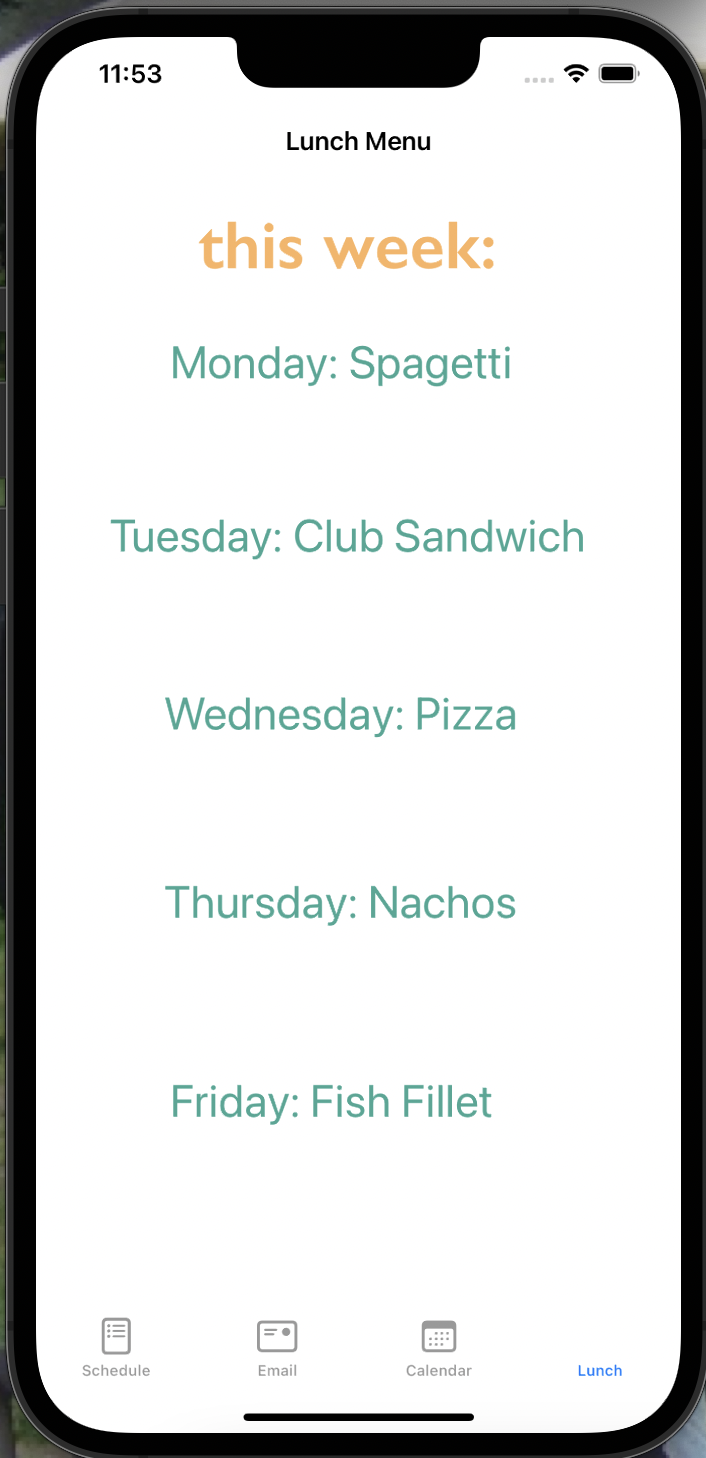 11:53
Lunch Menu
this week:
Monday: Spagetti
Tuesday: Club Sandwich
Wednesday: Pizza
Thursday: Nachos
Friday: Fish Fillet
Schedule Email Calendar Lunch